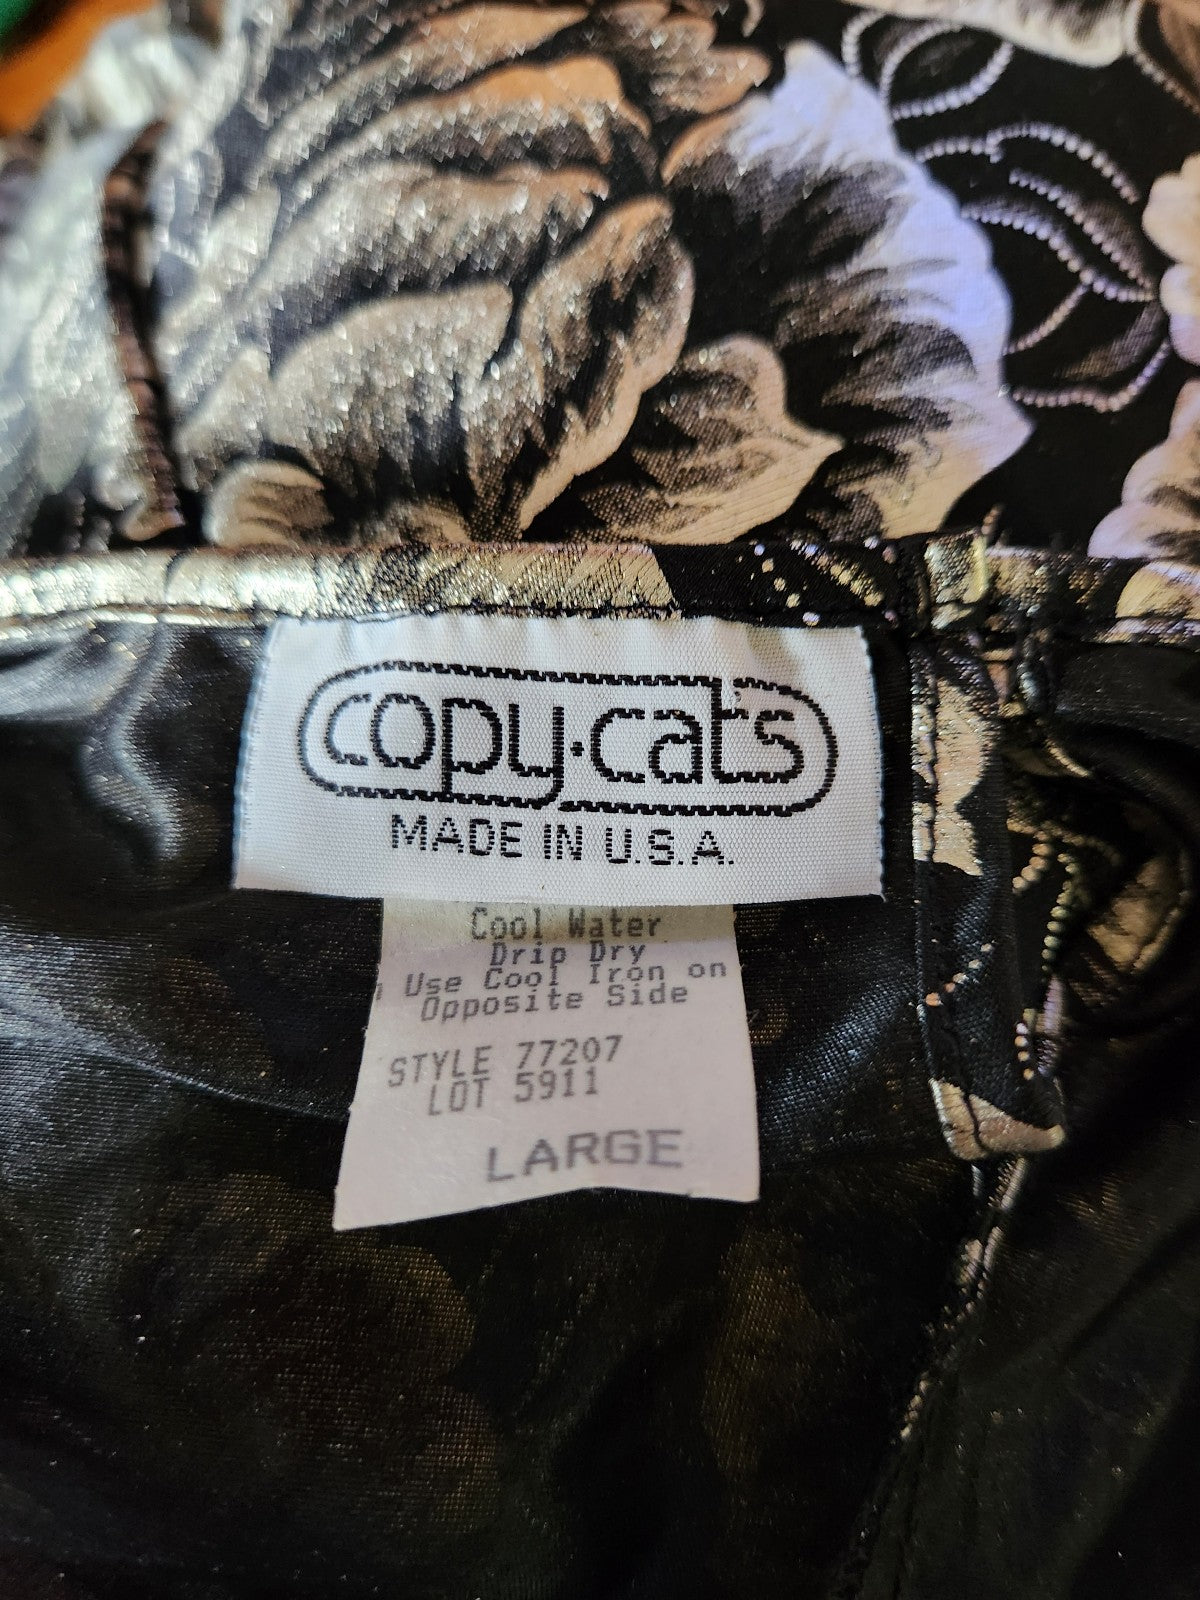 copy·cats
MADE IN U.S.A.
Cool Water
Drip Dry
Use Cool Iron on
Opposite Side
STYLE 77207
LOT 5911
LARGE